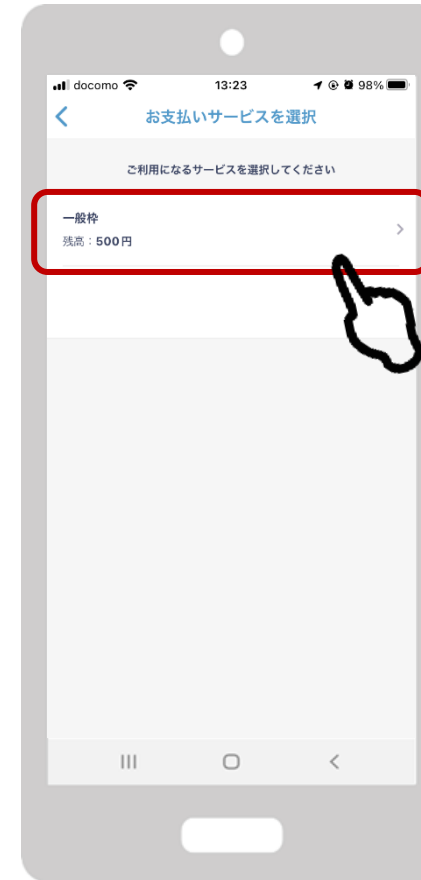 docomo 13:23 98%
お支払いサービスを選択
ご利用になるサービスを選択してください
一般枠
残高：500円